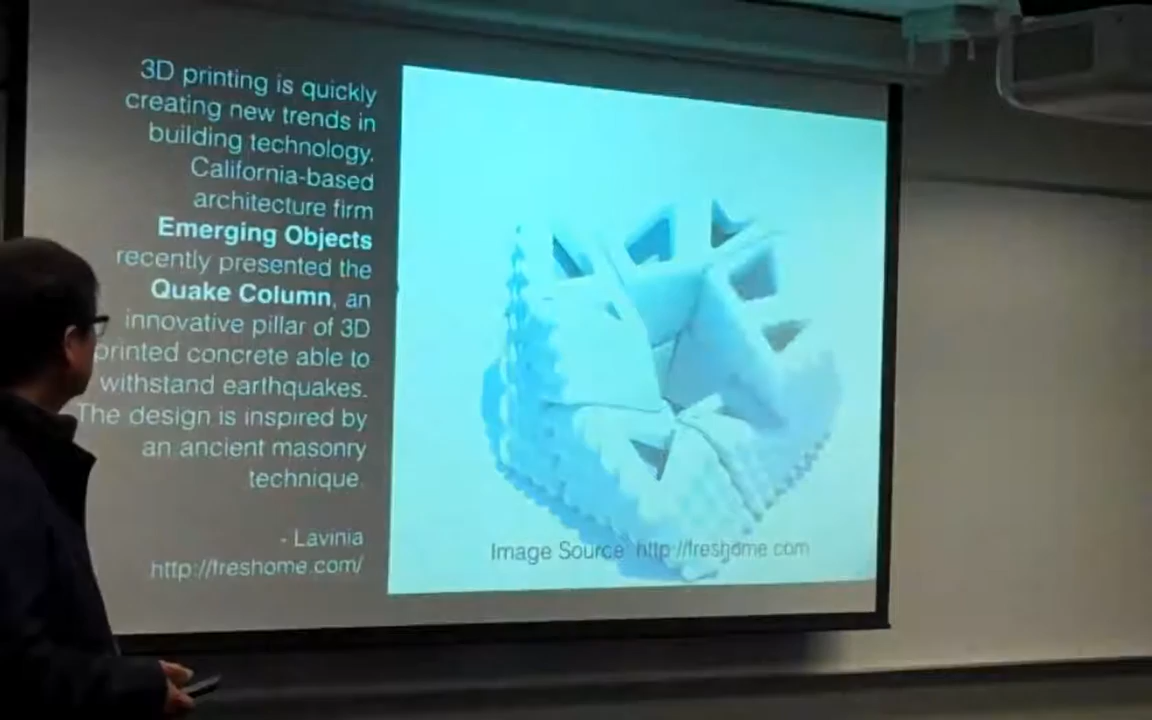 3D printing is quickly
creating new trends in
building technology.
California-based
architecture firm
Emerging Objects
recently presented the
Quake Column, an
innovative pillar of 3D
printed concrete able to
withstand earthquakes.
The design is inspired by
an ancient masonry
technique.
- Lavinia
http://freshome.com/
Image Source http://freshome.com